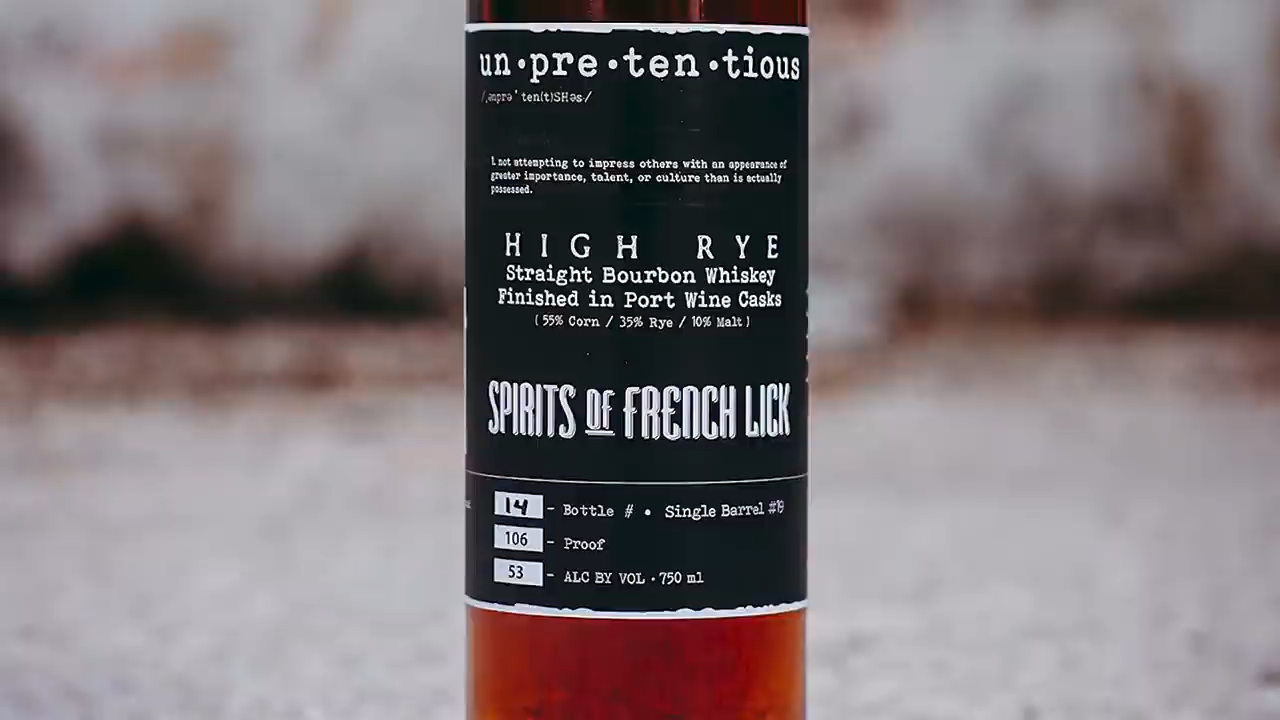 un·pre·ten·tious
/ˌənprəˈten(t)SHəs/
1. not attempting to impress others with an appearance of
greater importance, talent, or culture than is actually
possessed.
HIGH RYE
Straight Bourbon Whiskey
Finished in Port Wine Casks
( 55% Corn / 35% Rye / 10% Malt )
SPIRITS OF FRENCH LICK
14 - Bottle # • Single Barrel #19
106 - Proof
53 - ALC BY VOL · 750 ml